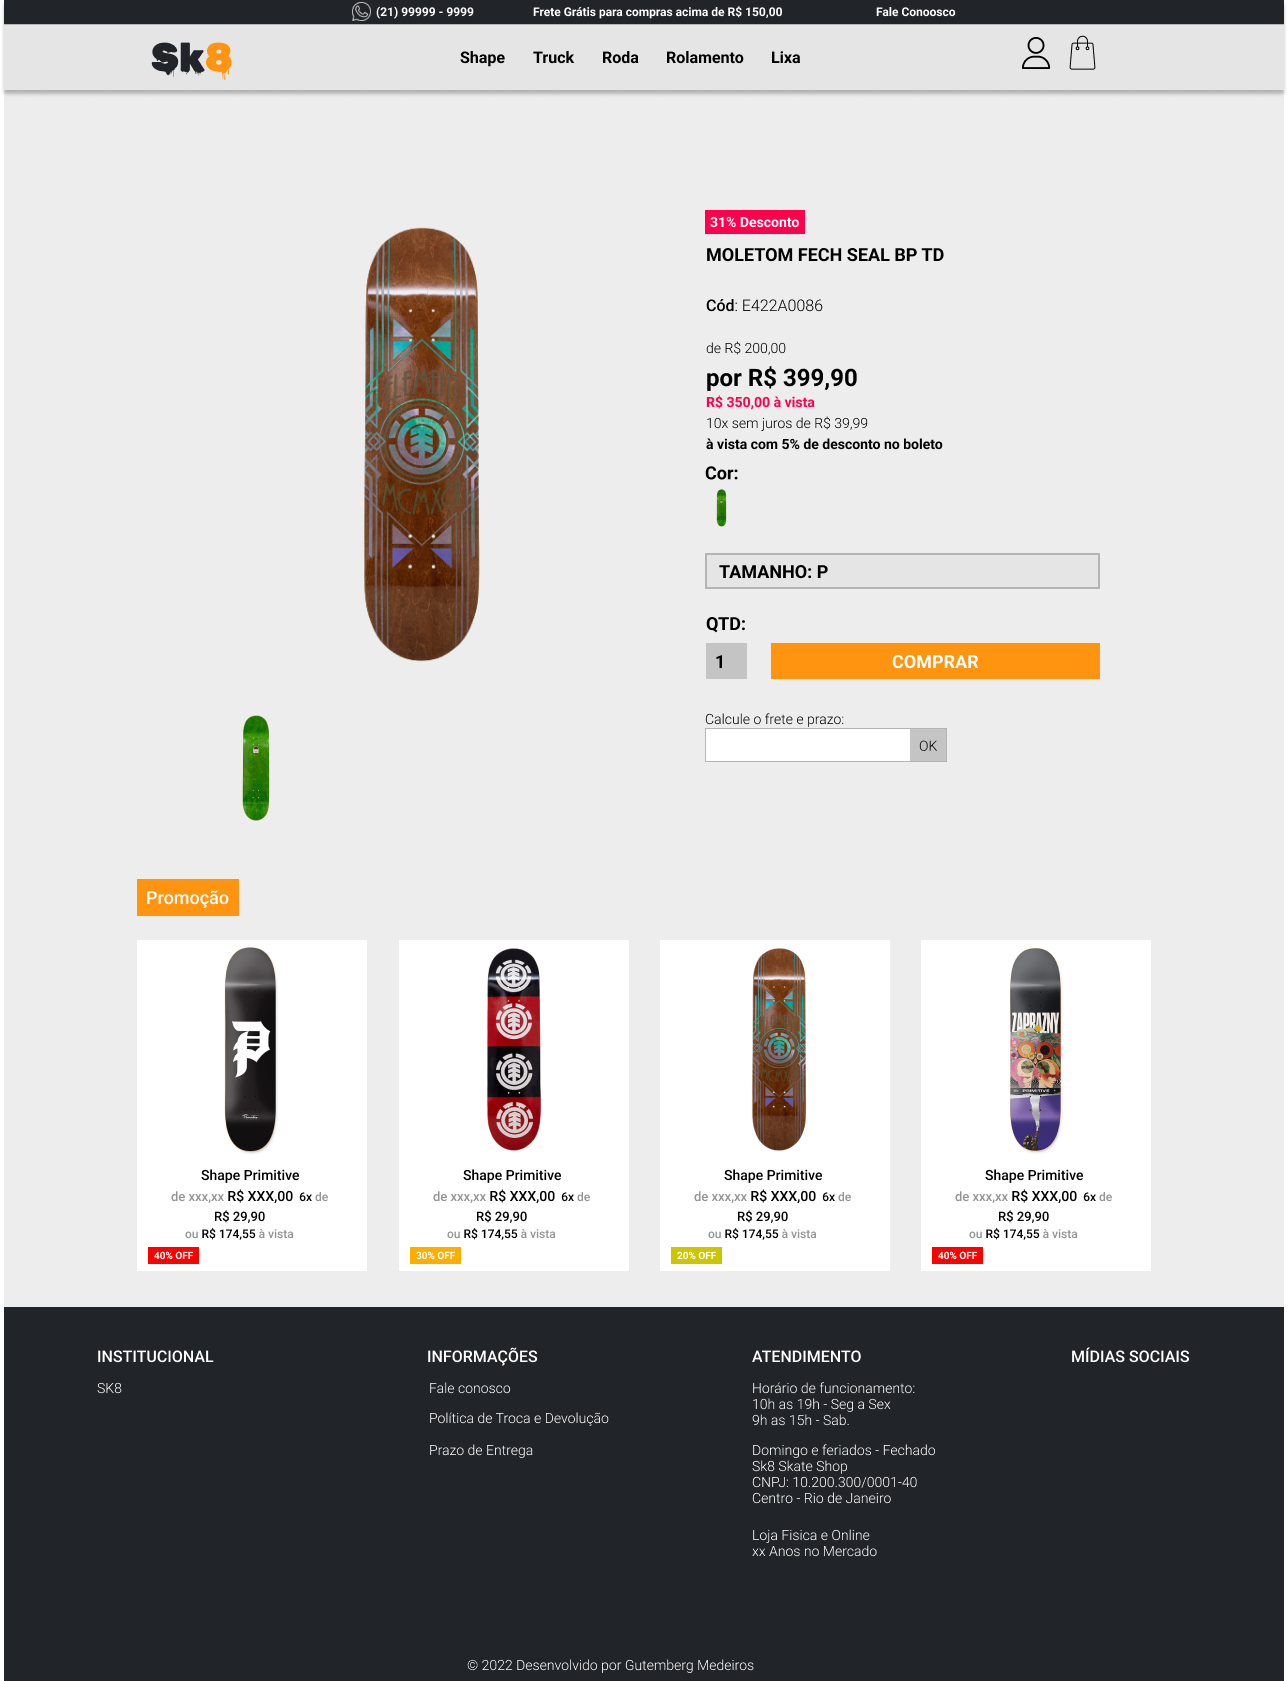 (21) 99999 - 9999 Frete Grátis para compras acima de R$ 150,00 Fale Conoosco
Sk8 Shape Truck Roda Rolamento Lixa
31% Desconto
MOLETOM FECH SEAL BP TD
Cód: E422A0086
de R$ 200,00
por R$ 399,90
R$ 350,00 à vista
10x sem juros de R$ 39,99
à vista com 5% de desconto no boleto
Cor:
TAMANHO: P
QTD:
1 COMPRAR
Calcule o frete e prazo:
OK
ELEMENT
Promoção
P
Primitive
Shape Primitive
de xxx,xx R$ XXX,00 6x de
R$ 29,90
ou R$ 174,55 à vista
40% OFF
Shape Primitive
de xxx,xx R$ XXX,00 6x de
R$ 29,90
ou R$ 174,55 à vista
30% OFF
Shape Primitive
de xxx,xx R$ XXX,00 6x de
R$ 29,90
ou R$ 174,55 à vista
20% OFF
ZAPRAZNY
PRIMITIVE
Shape Primitive
de xxx,xx R$ XXX,00 6x de
R$ 29,90
ou R$ 174,55 à vista
40% OFF
INSTITUCIONAL
SK8
INFORMAÇÕES
Fale conosco
Política de Troca e Devolução
Prazo de Entrega
ATENDIMENTO
Horário de funcionamento:
10h as 19h - Seg a Sex
9h as 15h - Sab.
Domingo e feriados - Fechado
Sk8 Skate Shop
CNPJ: 10.200.300/0001-40
Centro - Rio de Janeiro
Loja Fisica e Online
xx Anos no Mercado
MÍDIAS SOCIAIS
© 2022 Desenvolvido por Gutemberg Medeiros